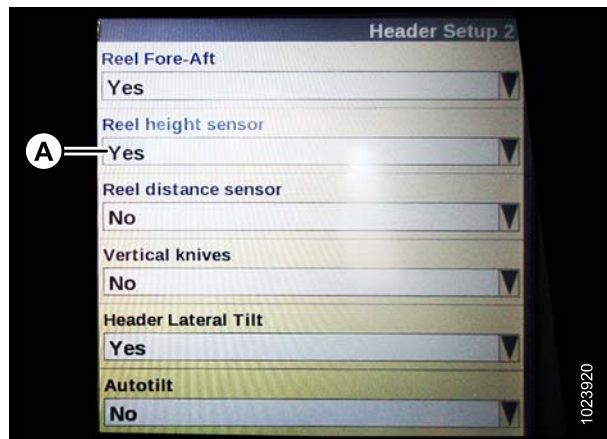 Header Setup 2
Reel Fore-Aft
Yes
Reel height sensor
A
Yes
Reel distance sensor
No
Vertical knives
No
Header Lateral Tilt
Yes
Autotilt
No
1023920